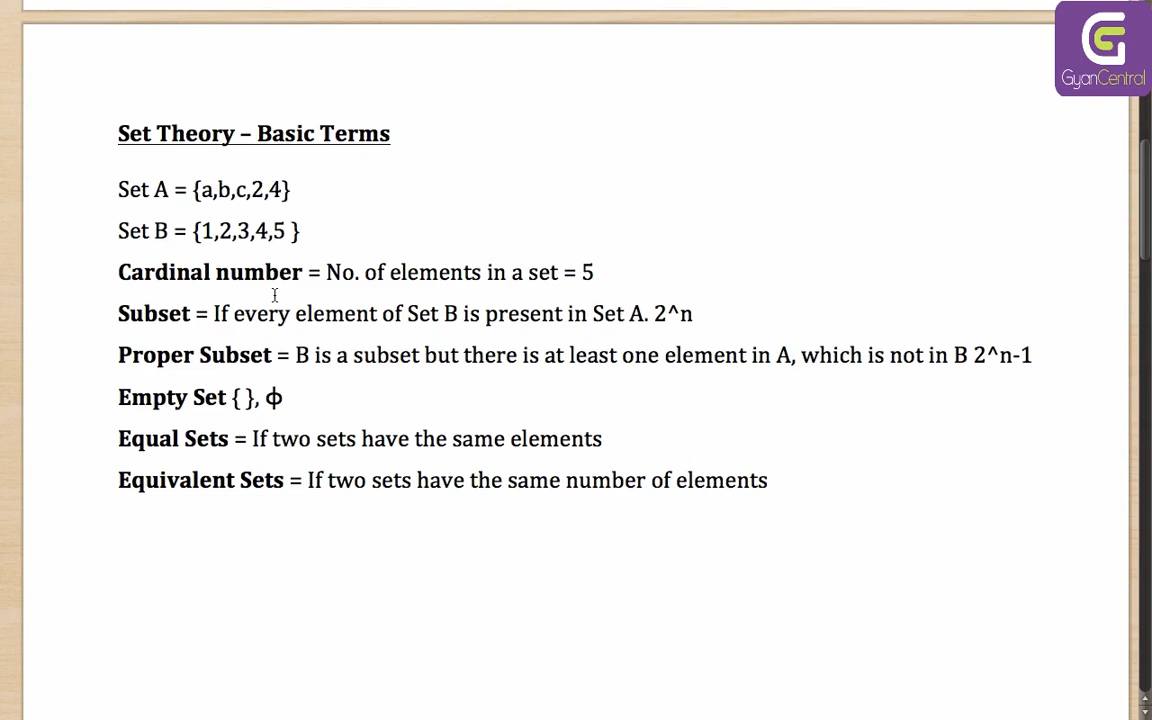 GyanCentral
Set Theory – Basic Terms
Set A = {a,b,c,2,4}
Set B = {1,2,3,4,5 }
Cardinal number = No. of elements in a set = 5
Subset = If every element of Set B is present in Set A. 2^n
Proper Subset = B is a subset but there is at least one element in A, which is not in B 2^n-1
Empty Set { }, ф
Equal Sets = If two sets have the same elements
Equivalent Sets = If two sets have the same number of elements